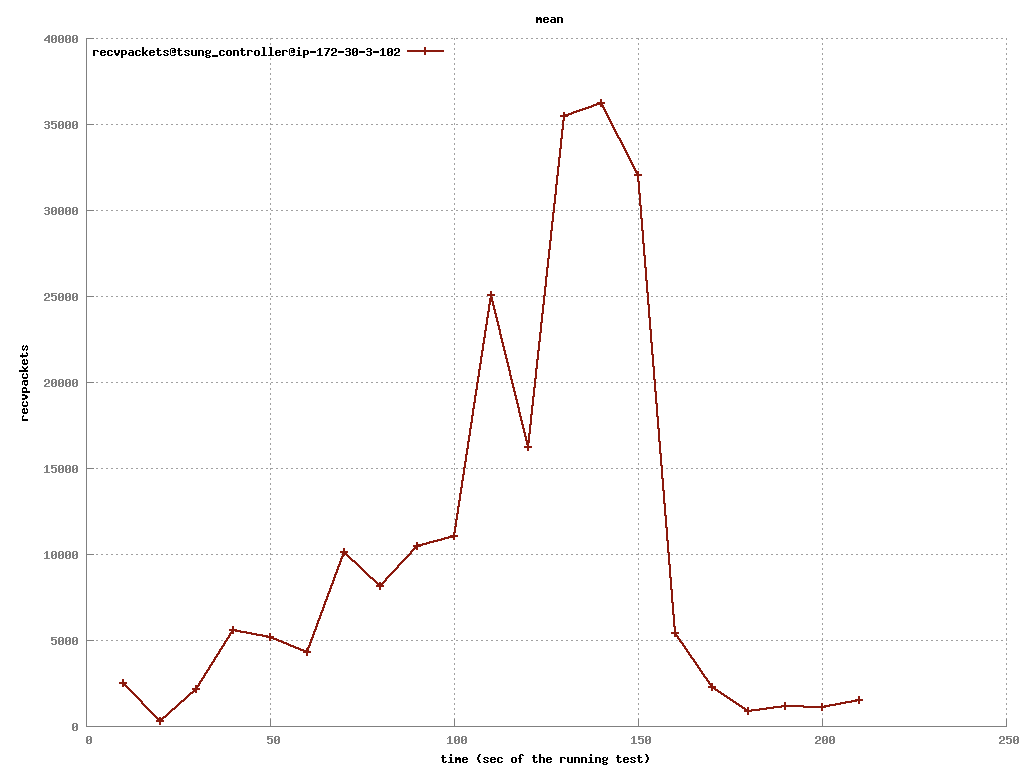 mean
40000
recvpackets@tsung_controller@ip-172-30-3-102
35000
30000
25000
recvpackets
20000
15000
10000
5000
0
0 50 100 150 200 250
time (sec of the running test)